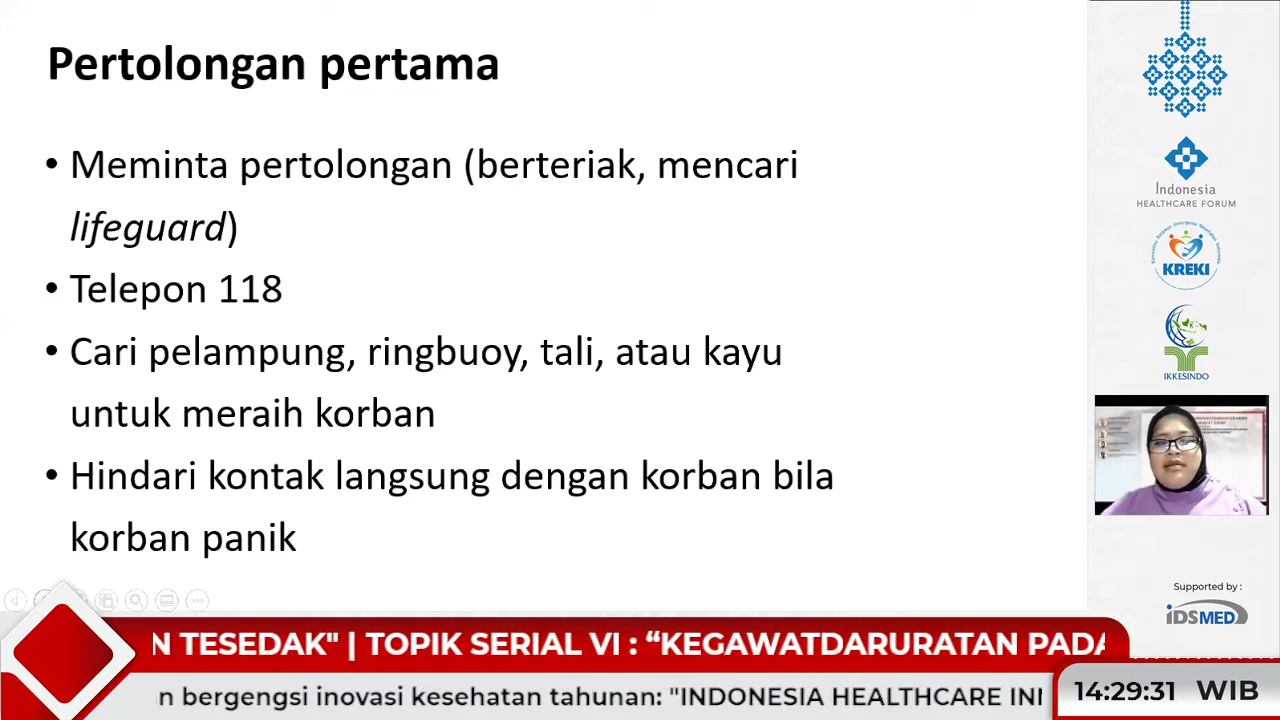 Pertolongan pertama
• Meminta pertolongan (berteriak, mencari
lifeguard)
• Telepon 118
• Cari pelampung, ringbuoy, tali, atau kayu
untuk meraih korban
• Hindari kontak langsung dengan korban bila
korban panik
Indonesia
HEALTHCARE FORUM
KREKI
IKKESINDO
Supported by :
iDSMED
N TESEDAK" | TOPIK SERIAL VI : “KEGAWATDARURATAN PADA
n bergengsi inovasi kesehatan tahunan: "INDONESIA HEALTHCARE IN
14:29:31 WIB